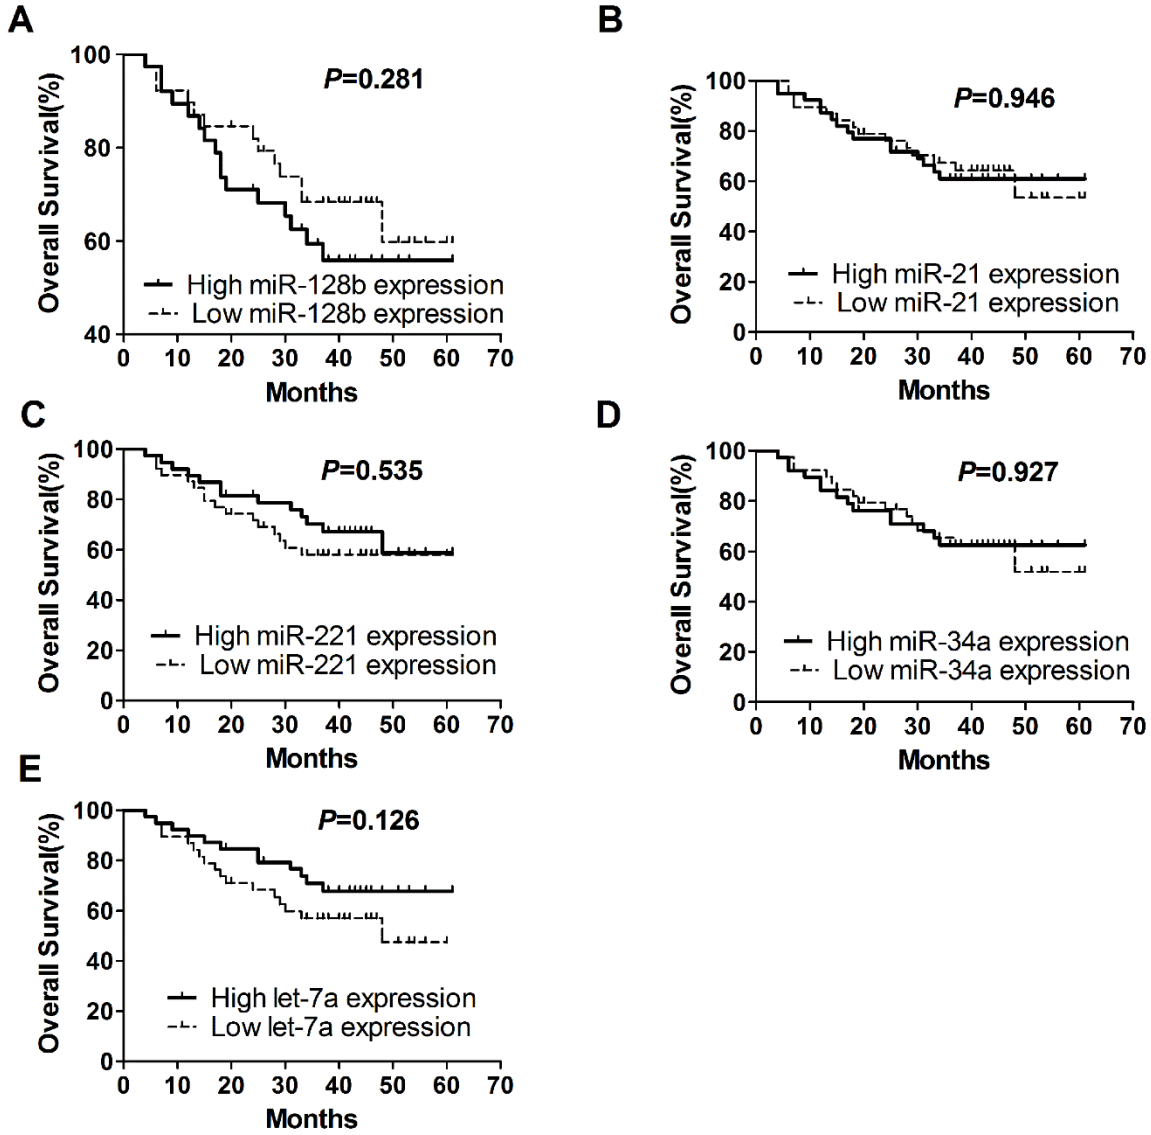 A
Overall Survival(%)
100
80
60
40
P=0.281
High miR-128b expression
Low miR-128b expression
0 10 20 30 40 50 60 70
Months
B
Overall Survival(%)
100
80
60
40
20
0
P=0.946
High miR-21 expression
Low miR-21 expression
0 10 20 30 40 50 60 70
Months
C
Overall Survival(%)
100
80
60
40
20
0
P=0.535
High miR-221 expression
Low miR-221 expression
0 10 20 30 40 50 60 70
Months
D
Overall Survival(%)
100
80
60
40
20
0
P=0.927
High miR-34a expression
Low miR-34a expression
0 10 20 30 40 50 60 70
Months
E
Overall Survival(%)
100
80
60
40
20
0
P=0.126
High let-7a expression
Low let-7a expression
0 10 20 30 40 50 60 70
Months